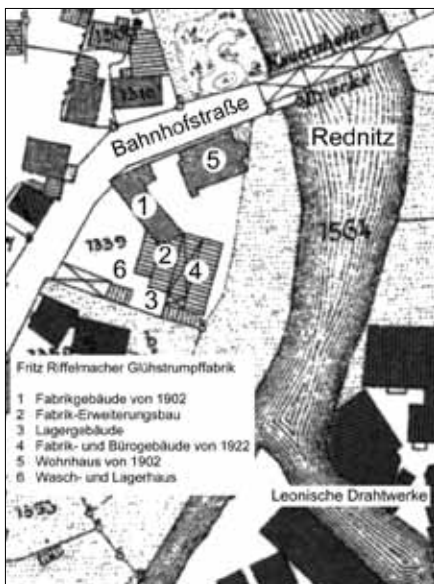 1310
Bahnhofstraße
Brücke
Rednitz
5
1
1564
1339
2
4
6
3
Fritz Riffelmacher Glühstrumpffabrik
1 Fabrikgebäude von 1902
2 Fabrik-Erweiterungsbau
3 Lagergebäude
4 Fabrik- und Bürogebäude von 1922
5 Wohnhaus von 1902
6 Wasch- und Lagerhaus
Leonische Drahtwerke